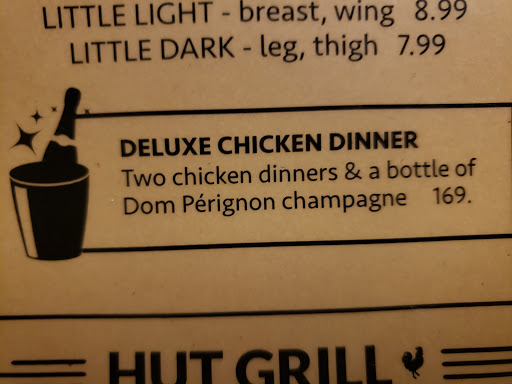 LITTLE LIGHT - breast, wing 8.99
LITTLE DARK - leg, thigh 7.99
DELUXE CHICKEN DINNER
Two chicken dinners & a bottle of
Dom Pérignon champagne 169.
HUT GRILL